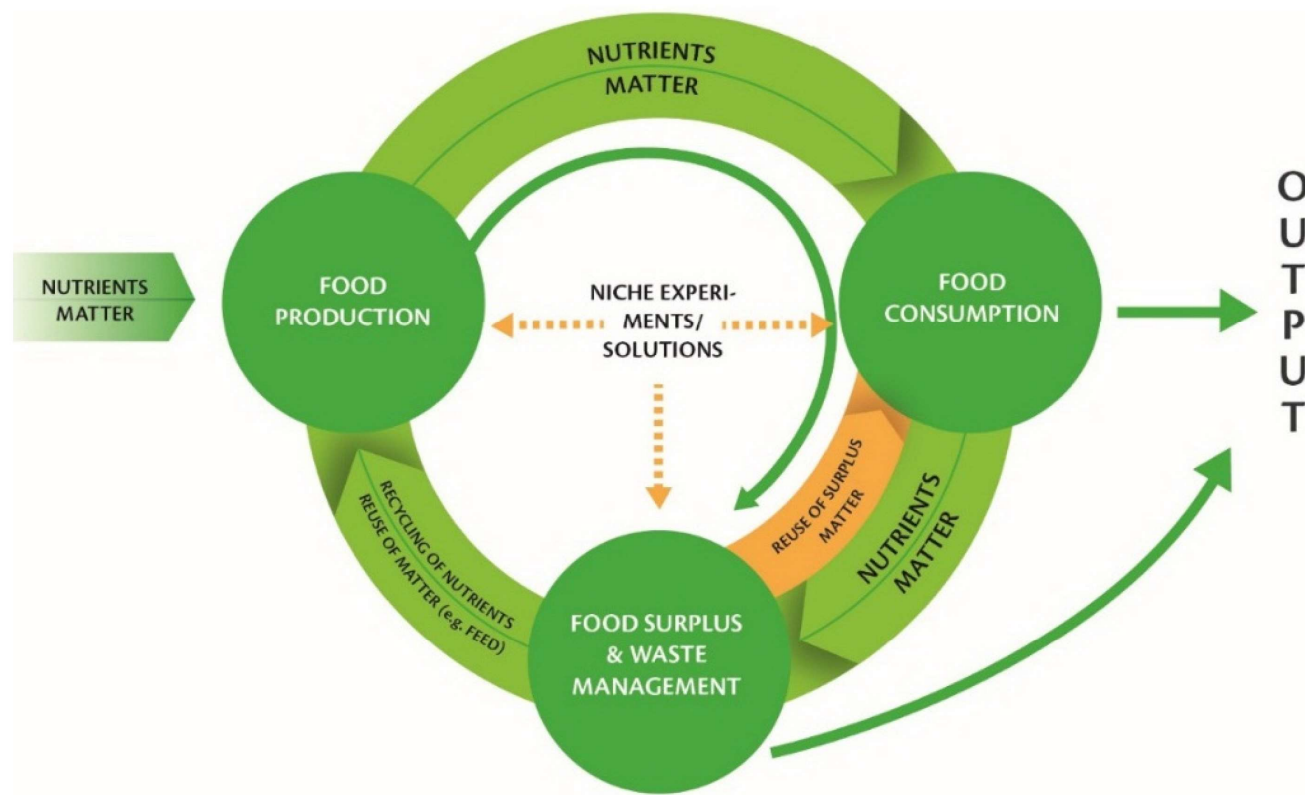 NUTRIENTS
MATTER
NUTRIENTS
MATTER
FOOD
PRODUCTION
NICHE EXPERI-
MENTS/
SOLUTIONS
FOOD
CONSUMPTION
OUTPUT
RECYCLING OF NUTRIENTS
REUSE OF MATTER (e.g. FEED)
REUSE OF SURPLUS
MATTER
NUTRIENTS
MATTER
FOOD SURPLUS
& WASTE
MANAGEMENT